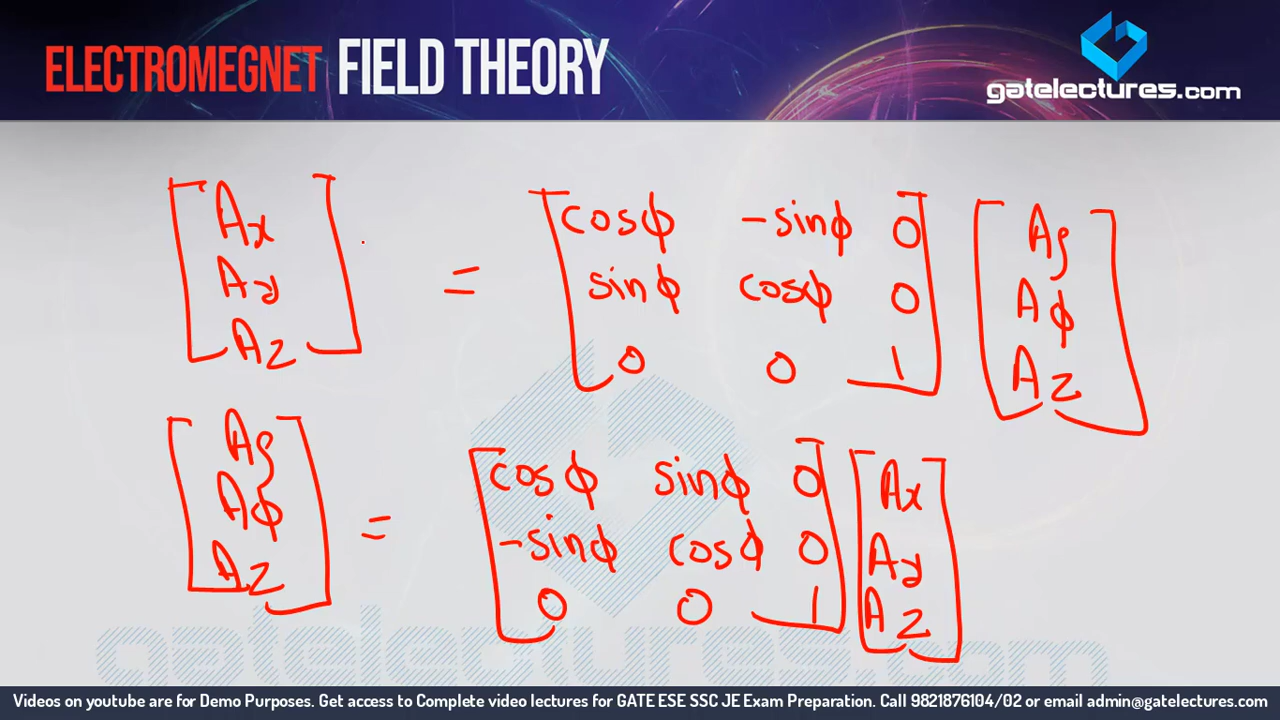 ELECTROMEGNET FIELD THEORY
gatelectures.com
[Ax Ay Az] = [cosφ -sinφ 0
sinφ cosφ 0
0 0 1] [Aρ Aφ Az]
[Aρ Aφ Az] = [cosφ sinφ 0
-sinφ cosφ 0
0 0 1] [Ax Ay Az]
gatelectures.com
Videos on youtube are for Demo Purposes. Get access to Complete video lectures for GATE ESE SSC JE Exam Preparation. Call 9821876104/02 or email admin@gatelectures.com